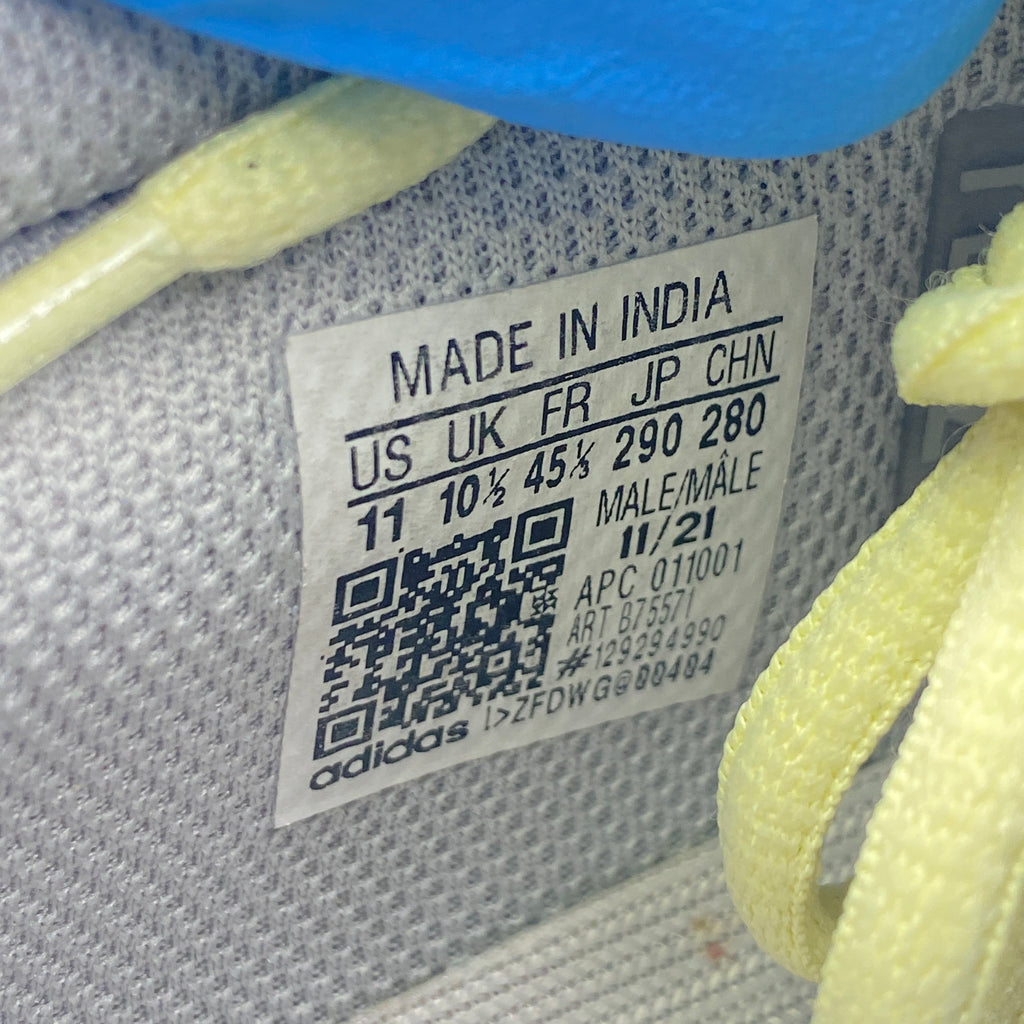 MADE IN INDIA
US UK FR JP CHN
11 10½ 45⅓ 290 280
MALE/MÂLE
11/21
APC 011001
ART B75571
#129294990
adidas I>ZFDWG@00404